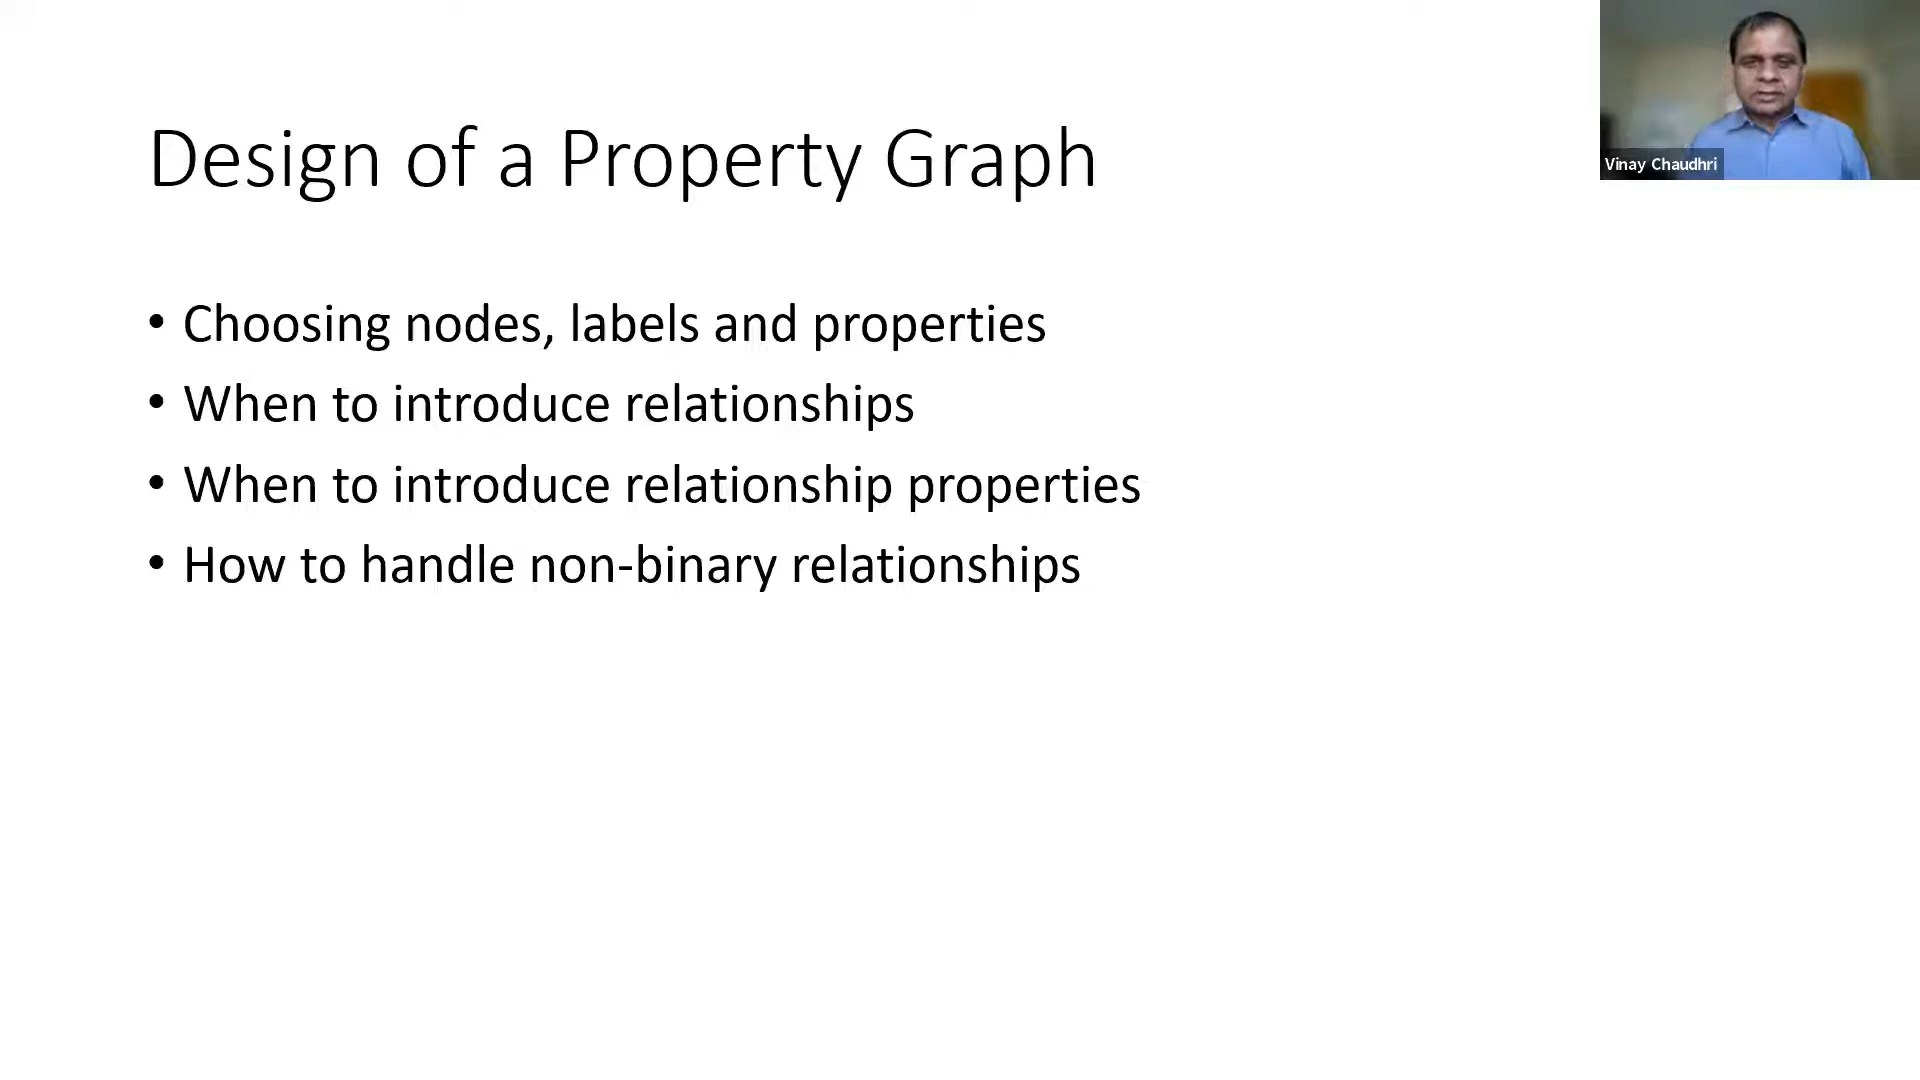 Design of a Property Graph
Vinay Chaudhri
• Choosing nodes, labels and properties
• When to introduce relationships
• When to introduce relationship properties
• How to handle non-binary relationships